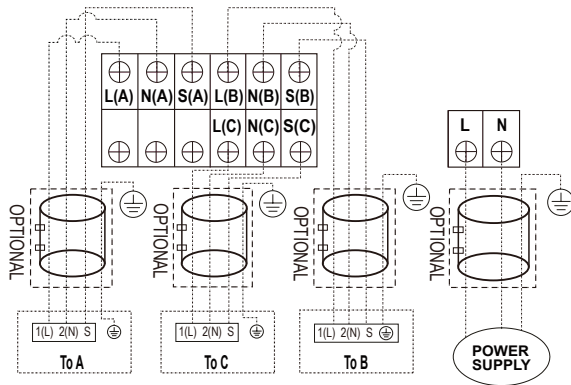 L(A) N(A) S(A) L(B) N(B) S(B)
L(C) N(C) S(C)
L N
OPTIONAL
OPTIONAL
OPTIONAL
OPTIONAL
1(L) 2(N) S
To A
1(L) 2(N) S
To C
1(L) 2(N) S
To B
POWER
SUPPLY